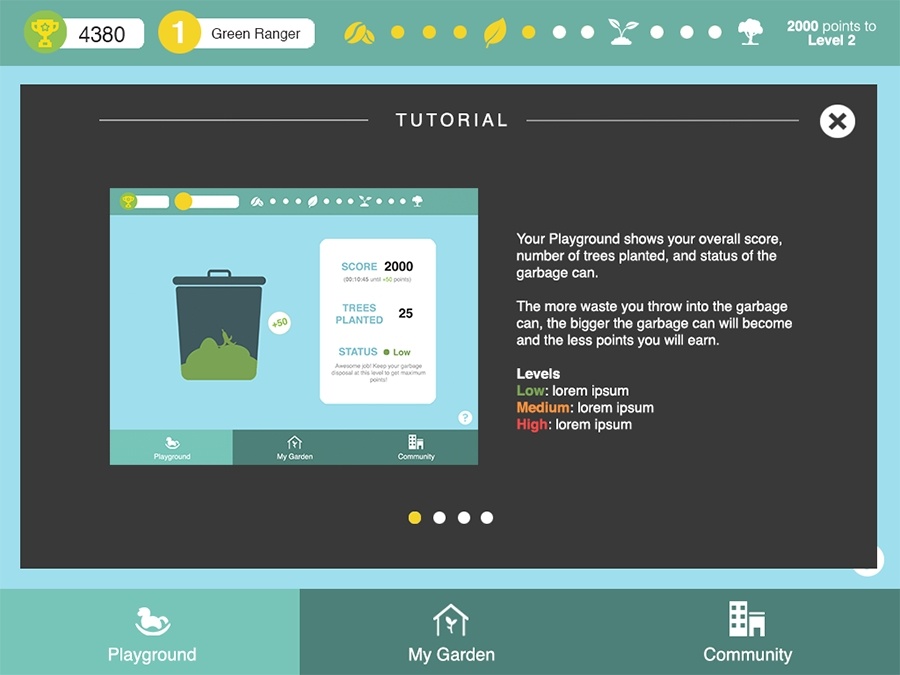 4380
1
Green Ranger
2000 points to
Level 2
TUTORIAL
SCORE 2000
(00:10:45 until +50 points)
TREES
PLANTED
25
STATUS Low
Awesome job! Keep your garbage
disposal at this level to get maximum
points!
+50
?
Playground
My Garden
Community
Your Playground shows your overall score,
number of trees planted, and status of the
garbage can.
The more waste you throw into the garbage
can, the bigger the garbage can will become
and the less points you will earn.
Levels
Low: lorem ipsum
Medium: lorem ipsum
High: lorem ipsum
Playground
My Garden
Community